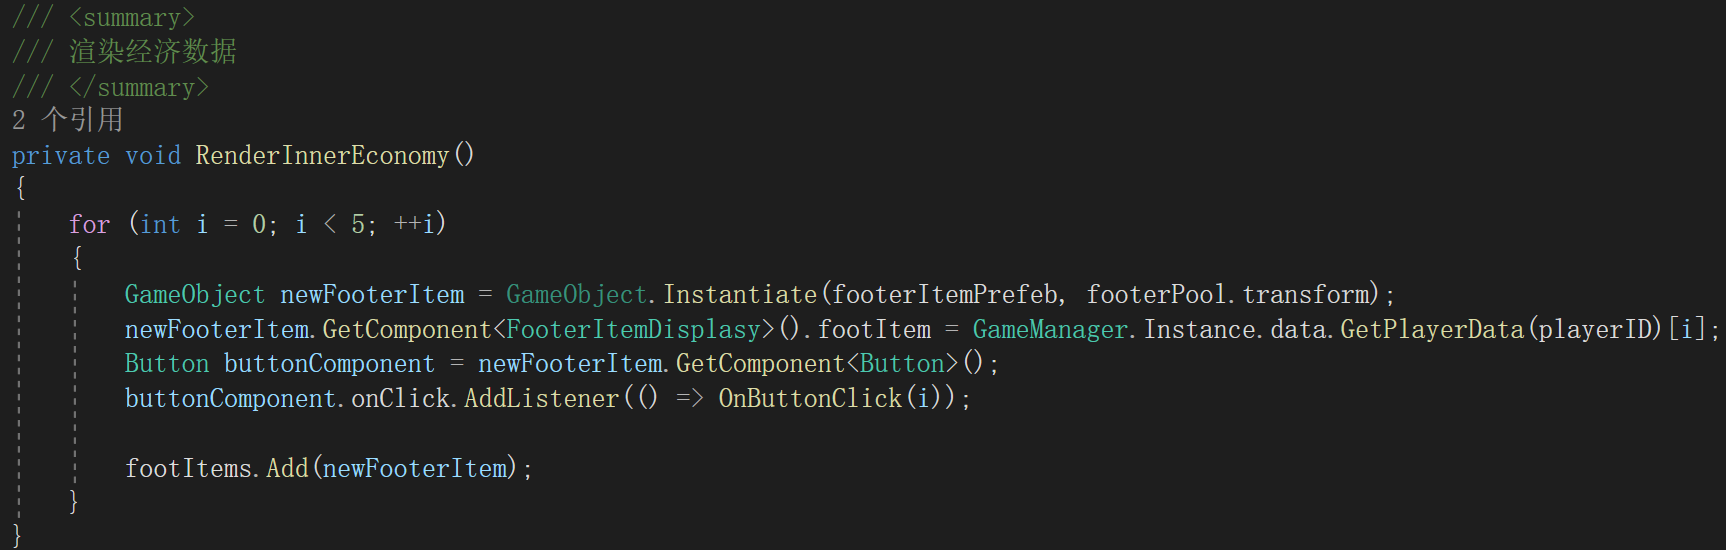 /// <summary>
/// 渲染经济数据
/// </summary>
2 个引用
private void RenderInnerEconomy()
{
for (int i = 0; i < 5; ++i)
{
GameObject newFooterItem = GameObject.Instantiate(footerItemPrefeb, footerPool.transform);
newFooterItem.GetComponent<FooterItemDisplasy>().footItem = GameManager.Instance.data.GetPlayerData(playerID)[i];
Button buttonComponent = newFooterItem.GetComponent<Button>();
buttonComponent.onClick.AddListener(() => OnButtonClick(i));
footItems.Add(newFooterItem);
}
}